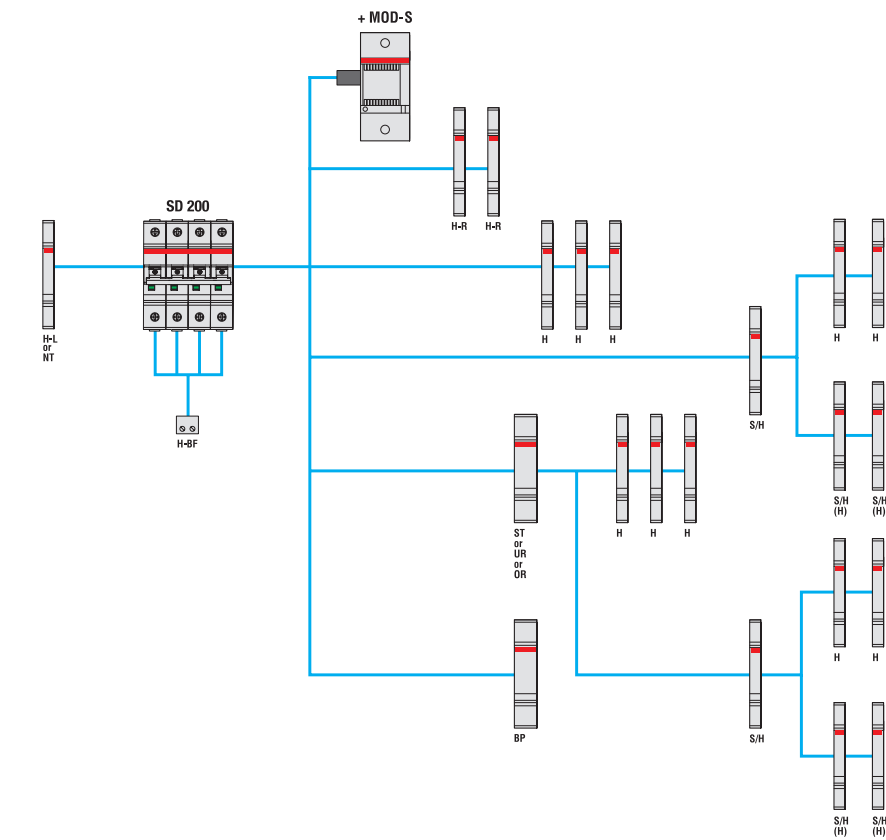 + MOD-S
H-R
H-R
SD 200
H-L
or
NT
H-BF
H
H
H
H
H
S/H
S/H
(H)
S/H
(H)
ST
or
UR
or
OR
H
H
H
H
H
BP
S/H
S/H
(H)
S/H
(H)